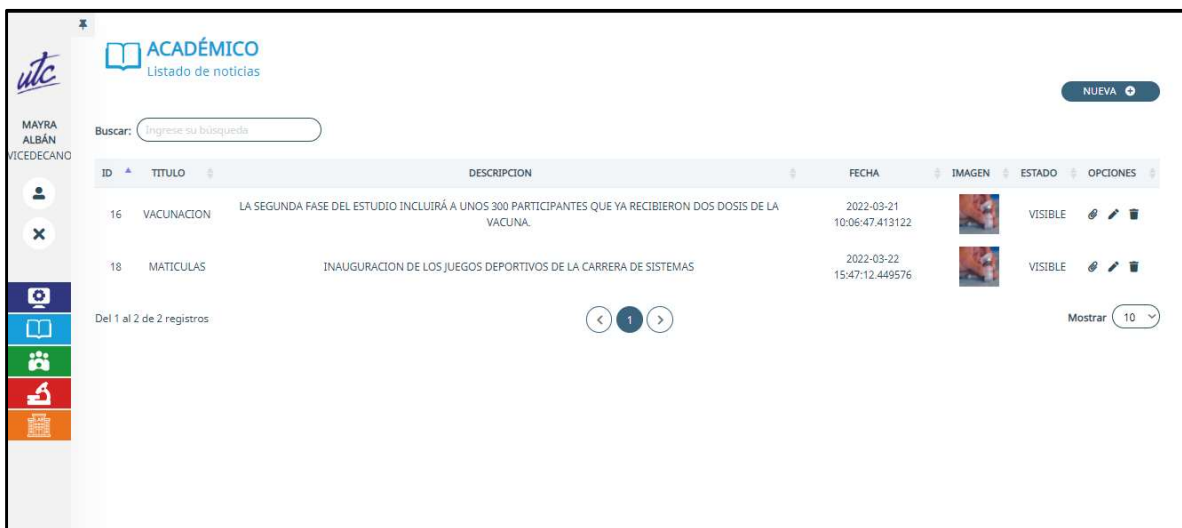 utc
MAYRA
ALBÁN
VICEDECANO
ACADÉMICO
Listado de noticias
NUEVA
Buscar: Ingrese su búsqueda
ID TITULO DESCRIPCION FECHA IMAGEN ESTADO OPCIONES
16 VACUNACION LA SEGUNDA FASE DEL ESTUDIO INCLUIRÁ A UNOS 300 PARTICIPANTES QUE YA RECIBIERON DOS DOSIS DE LA VACUNA. 2022-03-21 10:06:47.413122 VISIBLE
18 MATICULAS INAUGURACION DE LOS JUEGOS DEPORTIVOS DE LA CARRERA DE SISTEMAS 2022-03-22 15:47:12.449576 VISIBLE
Del 1 al 2 de 2 registros 1 Mostrar 10